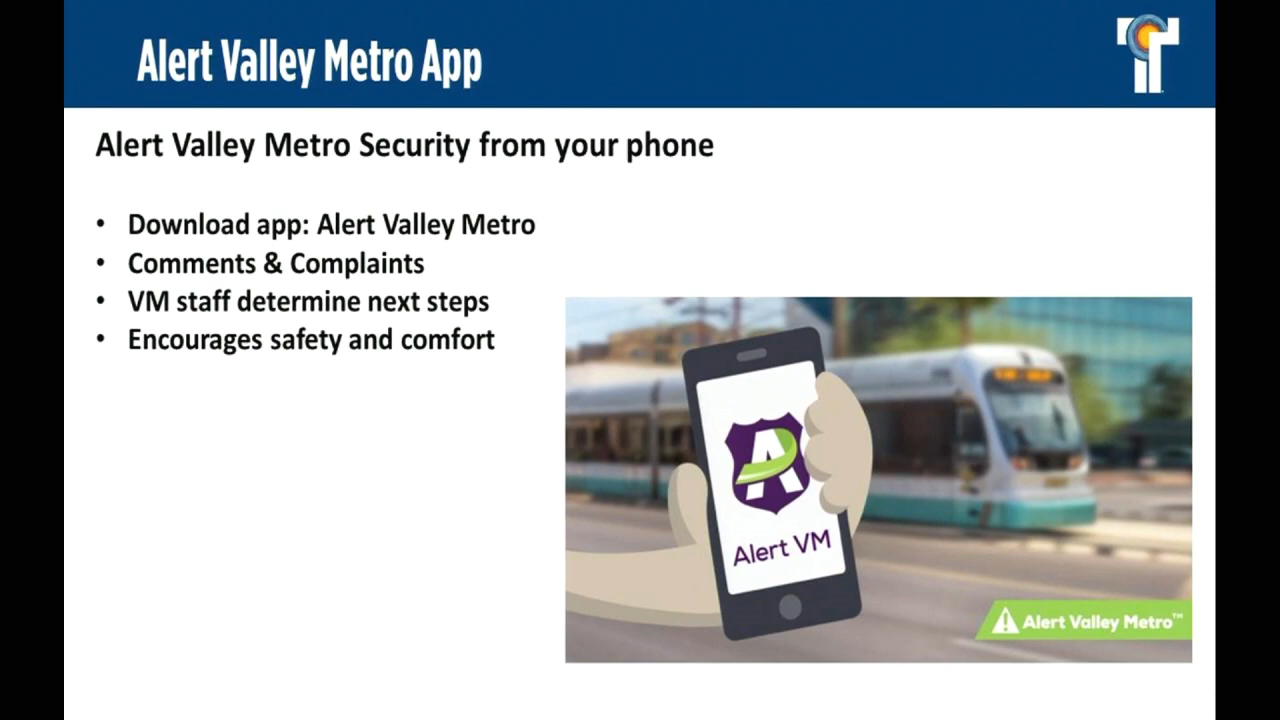 Alert Valley Metro App
Alert Valley Metro Security from your phone
• Download app: Alert Valley Metro
• Comments & Complaints
• VM staff determine next steps
• Encourages safety and comfort
Alert VM
Alert Valley Metro™